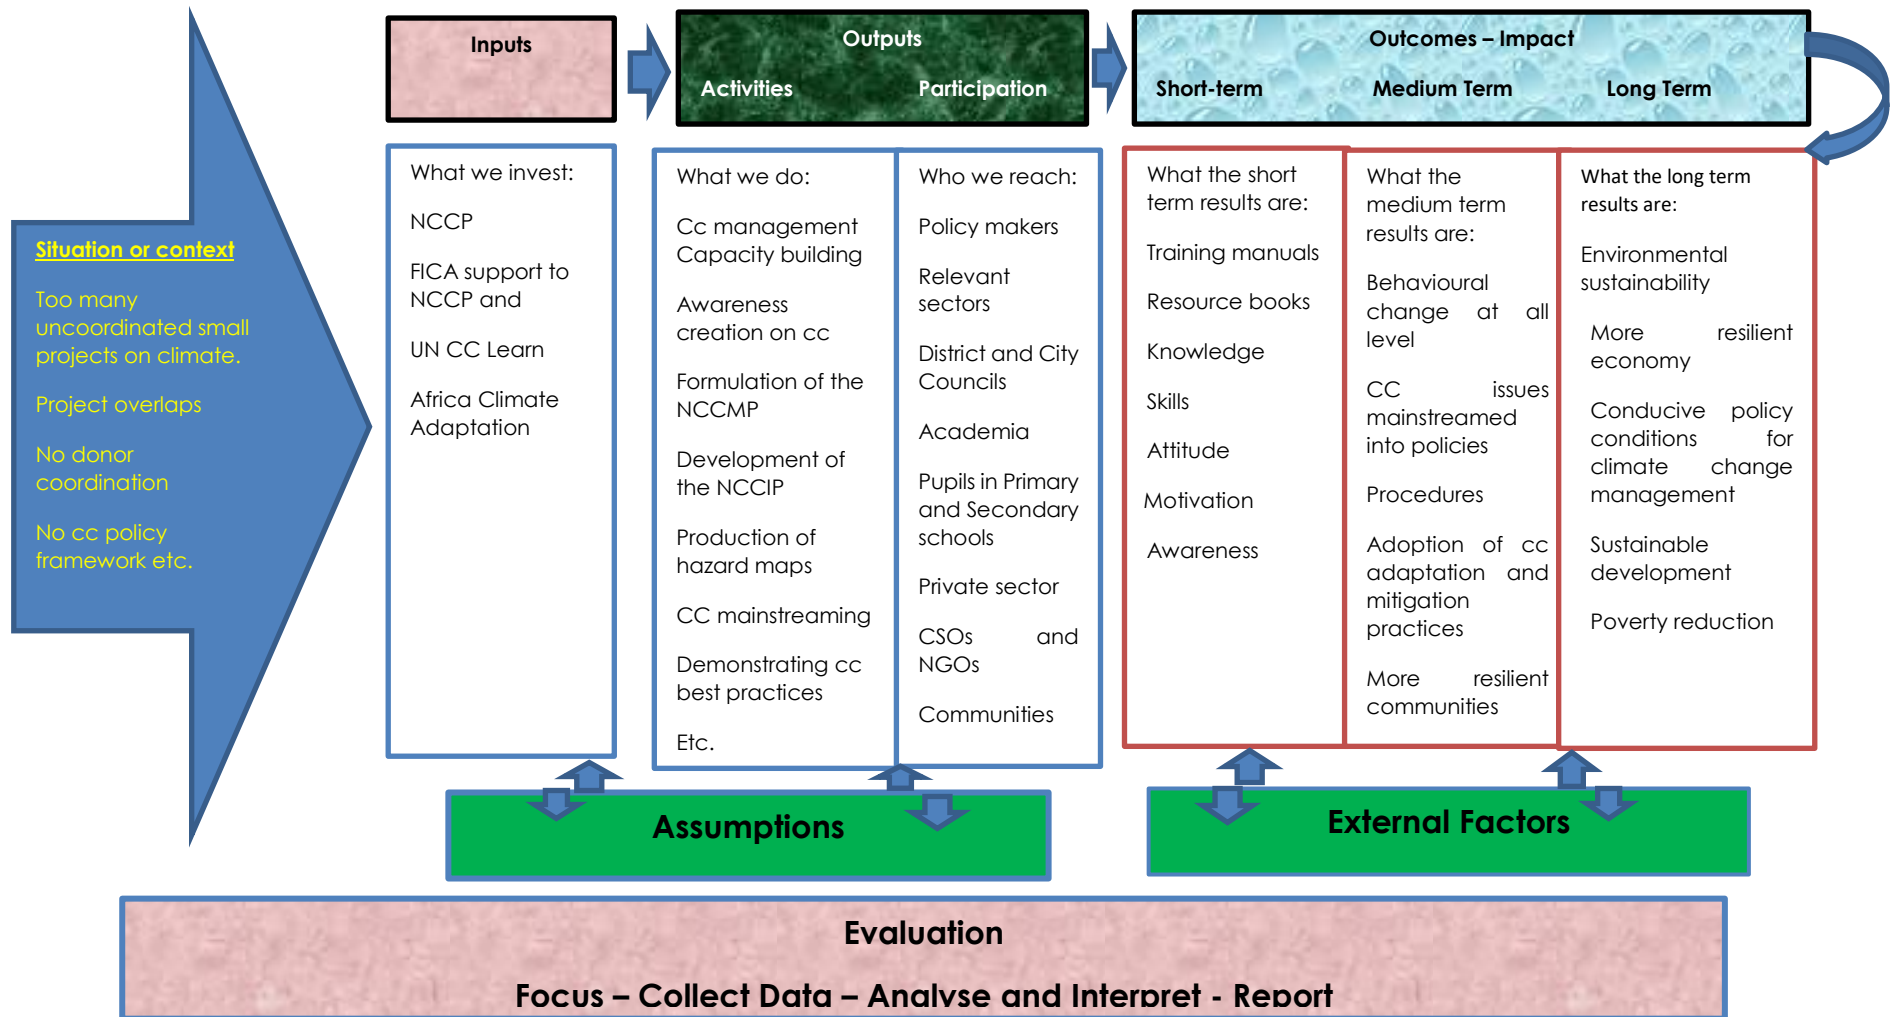 Situation or context
Too many
uncoordinated small
projects on climate.
Project overlaps
No donor
coordination
No cc policy
framework etc.
Inputs
Outputs
Activities
Participation
Outcomes – Impact
Short-term
Medium Term
Long Term
What we invest:
NCCP
FICA support to
NCCP and
UN CC Learn
Africa Climate
Adaptation
What we do:
Cc management
Capacity building
Awareness
creation on cc
Formulation of the
NCCMP
Development of
the NCCIP
Production of
hazard maps
CC mainstreaming
Demonstrating cc
best practices
Etc.
Who we reach:
Policy makers
Relevant
sectors
District and City
Councils
Academia
Pupils in Primary
and Secondary
schools
Private sector
CSOs and
NGOs
Communities
What the short
term results are:
Training manuals
Resource books
Knowledge
Skills
Attitude
Motivation
Awareness
What the
medium term
results are:
Behavioural
change at all
level
CC issues
mainstreamed
into policies
Procedures
Adoption of cc
adaptation and
mitigation
practices
More resilient
communities
What the long term
results are:
Environmental
sustainability
More resilient
economy
Conducive policy
conditions for
climate change
management
Sustainable
development
Poverty reduction
Assumptions
External Factors
Evaluation
Focus – Collect Data – Analyse and Interpret - Report